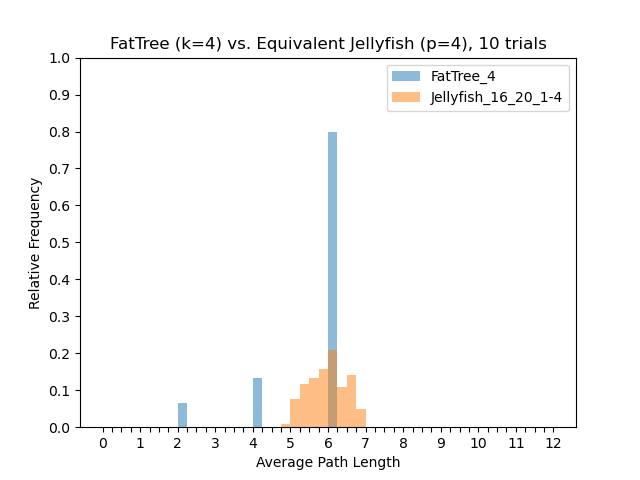 FatTree (k=4) vs. Equivalent Jellyfish (p=4), 10 trials
FatTree_4
Jellyfish_16_20_1-4
Relative Frequency
1.0
0.9
0.8
0.7
0.6
0.5
0.4
0.3
0.2
0.1
0.0
0 1 2 3 4 5 6 7 8 9 10 11 12
Average Path Length